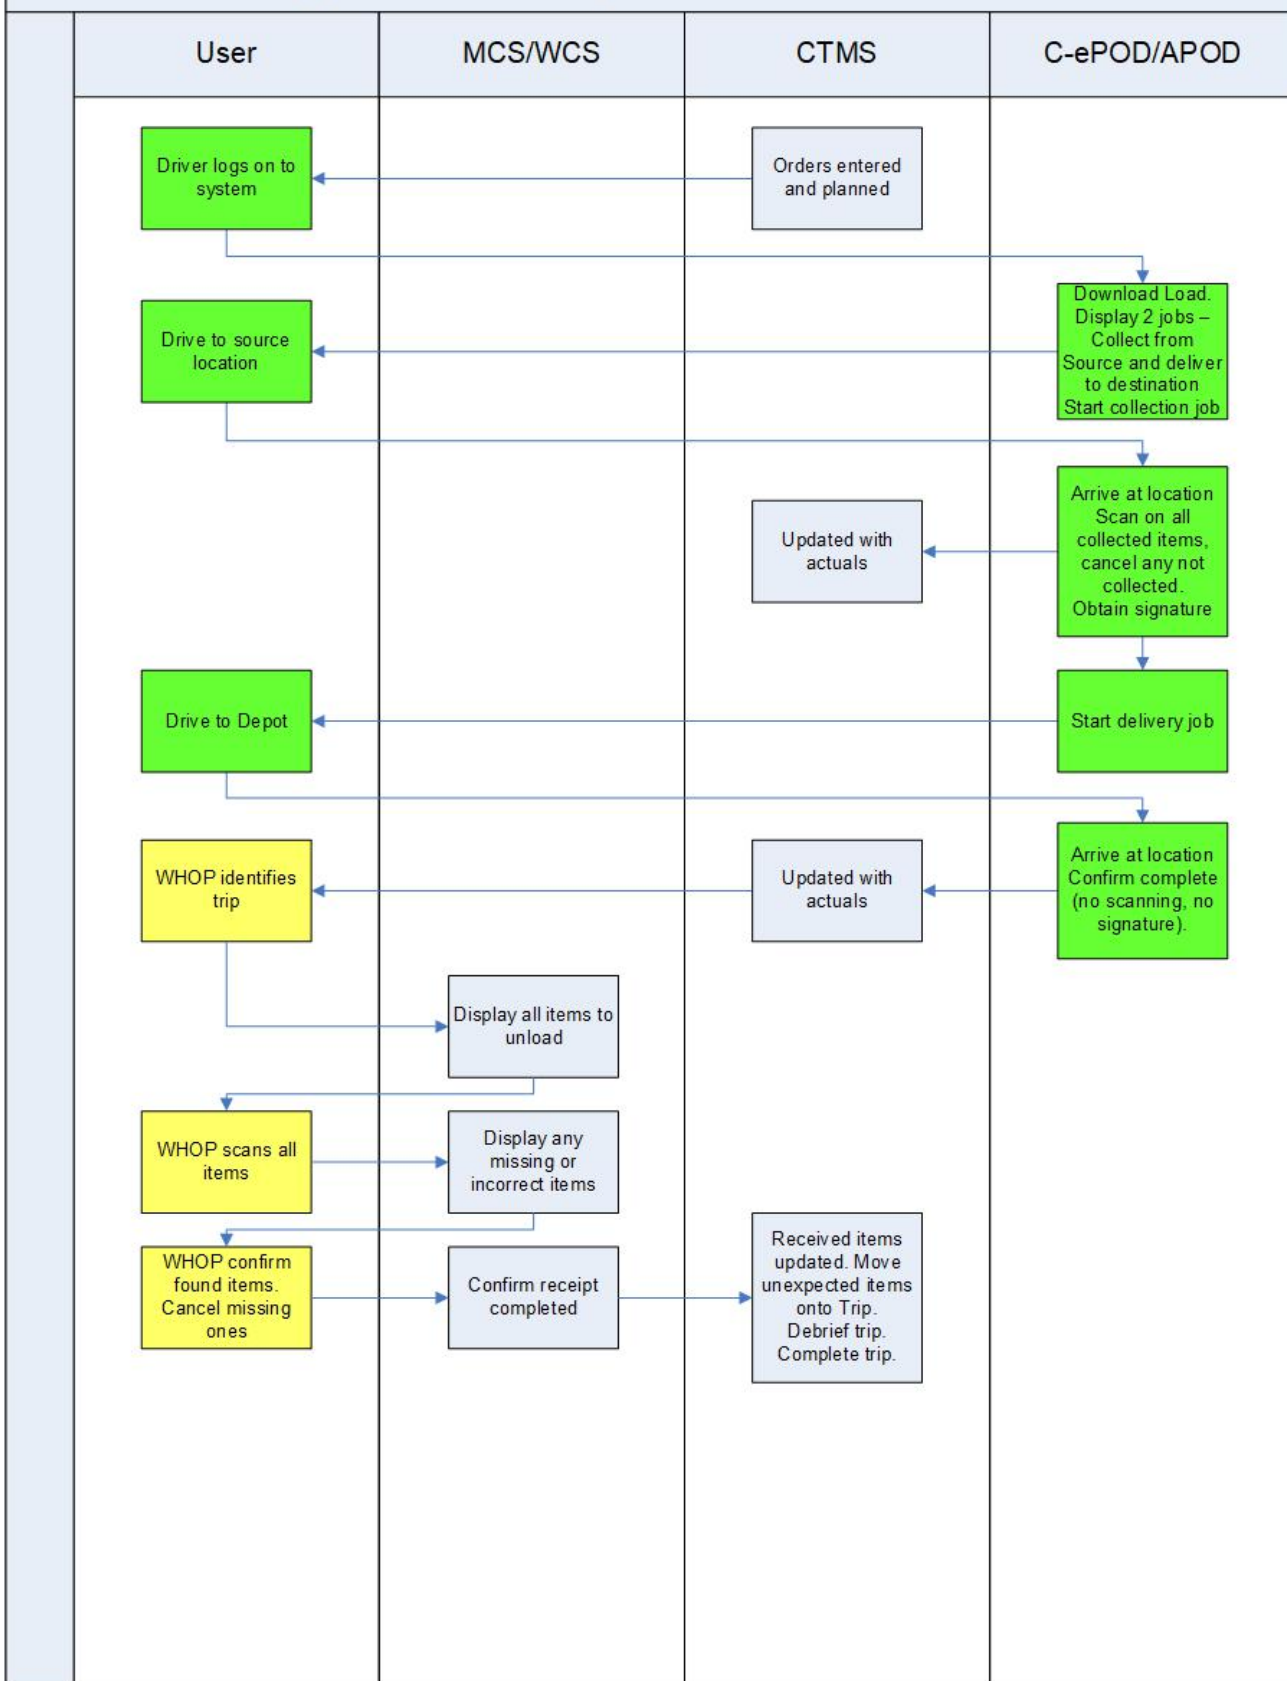 User
MCS/WCS
CTMS
C-ePOD/APOD
Driver logs on to
system
Orders entered
and planned
Download Load.
Display 2 jobs –
Collect from
Source and deliver
to destination
Start collection job
Drive to source
location
Arrive at location
Scan on all
collected items,
cancel any not
collected.
Obtain signature
Updated with
actuals
Drive to Depot
Start delivery job
Arrive at location
Confirm complete
(no scanning, no
signature).
Updated with
actuals
WHOP identifies
trip
Display all items to
unload
WHOP scans all
items
Display any
missing or
incorrect items
WHOP confirm
found items.
Cancel missing
ones
Confirm receipt
completed
Received items
updated. Move
unexpected items
onto Trip.
Debrief trip.
Complete trip.